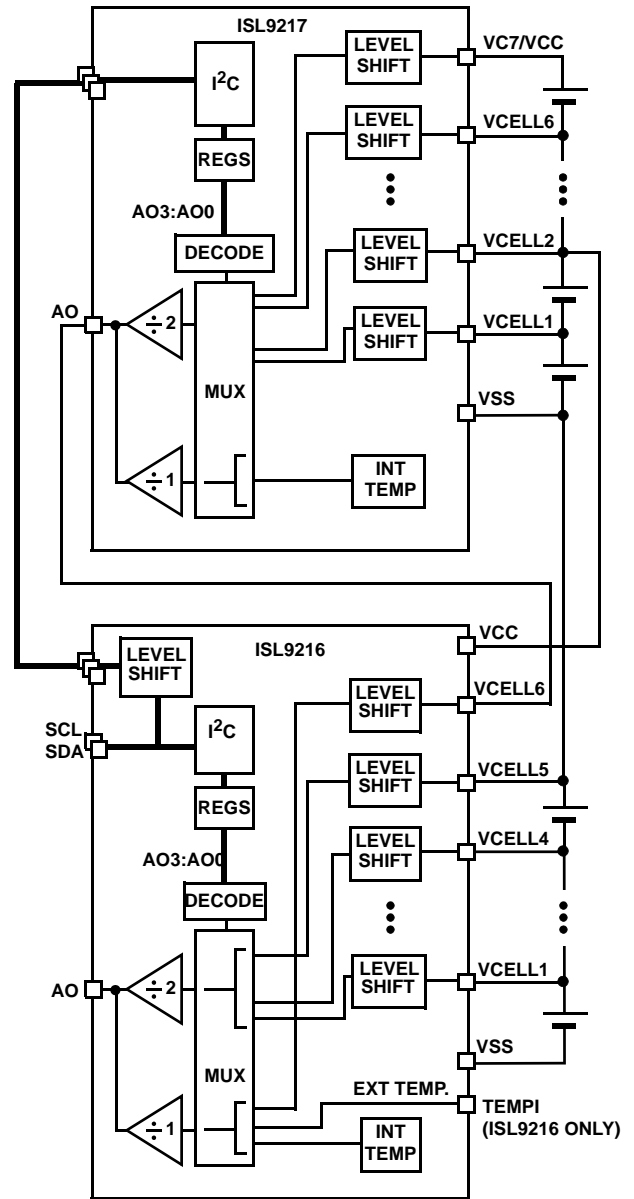 ISL9217
I2C
REGS
AO3:AO0
DECODE
MUX
÷ 2
÷ 1
AO
LEVEL
SHIFT
VC7/VCC
LEVEL
SHIFT
VCELL6
LEVEL
SHIFT
VCELL2
LEVEL
SHIFT
VCELL1
VSS
INT
TEMP
ISL9216
LEVEL
SHIFT
SCL
SDA
I2C
REGS
AO3:AO0
DECODE
MUX
÷ 2
÷ 1
AO
VCC
LEVEL
SHIFT
VCELL6
LEVEL
SHIFT
VCELL5
LEVEL
SHIFT
VCELL4
LEVEL
SHIFT
VCELL1
VSS
EXT TEMP.
TEMPI
(ISL9216 ONLY)
INT
TEMP